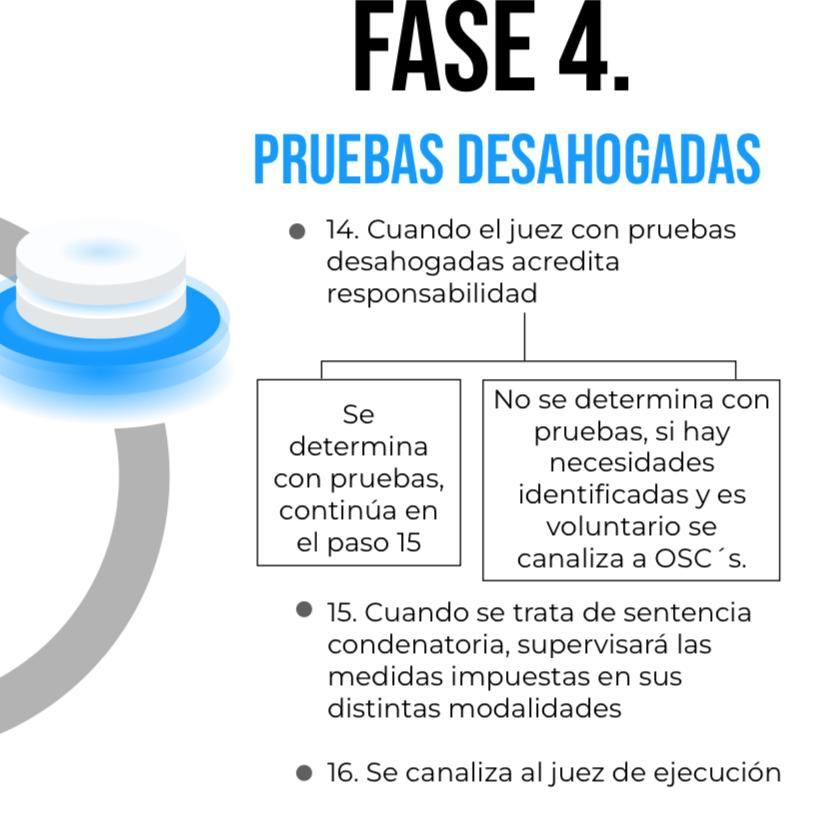 FASE 4.
PRUEBAS DESAHOGADAS
14. Cuando el juez con pruebas
desahogadas acredita
responsabilidad
Se
determina
con pruebas,
continúa en
el paso 15
No se determina con
pruebas, si hay
necesidades
identificadas y es
voluntario se
canaliza a OSC´s.
15. Cuando se trata de sentencia
condenatoria, supervisará las
medidas impuestas en sus
distintas modalidades
16. Se canaliza al juez de ejecución